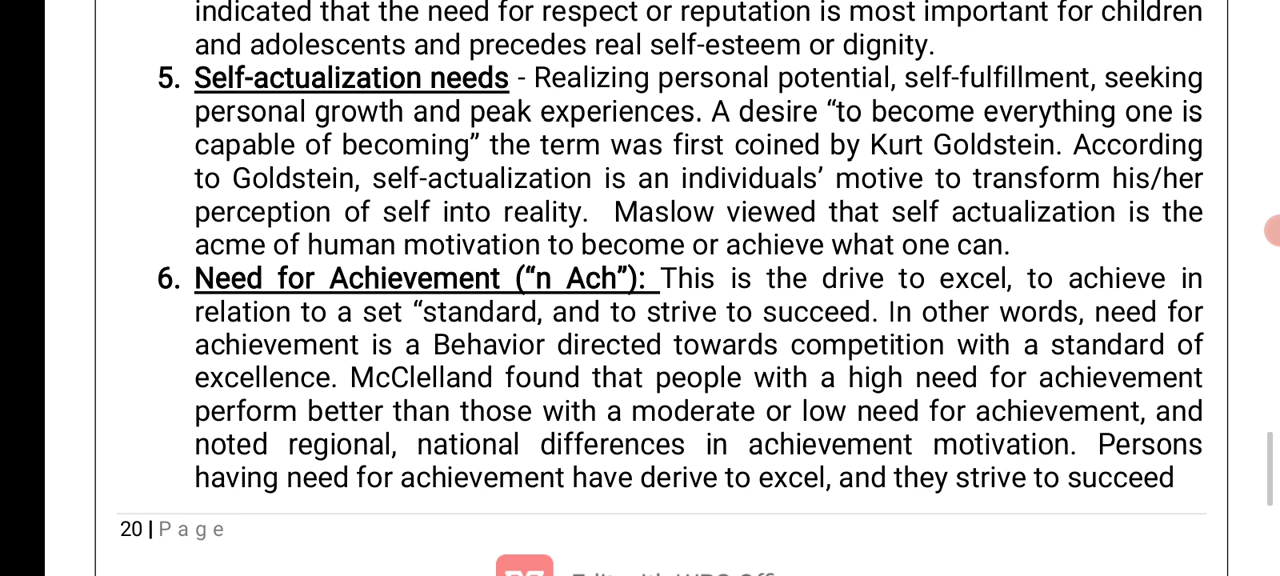 indicated that the need for respect or reputation is most important for children
and adolescents and precedes real self-esteem or dignity.
5. Self-actualization needs - Realizing personal potential, self-fulfillment, seeking
personal growth and peak experiences. A desire “to become everything one is
capable of becoming” the term was first coined by Kurt Goldstein. According
to Goldstein, self-actualization is an individuals’ motive to transform his/her
perception of self into reality.  Maslow viewed that self actualization is the
acme of human motivation to become or achieve what one can.
6. Need for Achievement (“n Ach”): This is the drive to excel, to achieve in
relation to a set “standard, and to strive to succeed. In other words, need for
achievement is a Behavior directed towards competition with a standard of
excellence. McClelland found that people with a high need for achievement
perform better than those with a moderate or low need for achievement, and
noted regional, national differences in achievement motivation. Persons
having need for achievement have derive to excel, and they strive to succeed
20 | P a g e